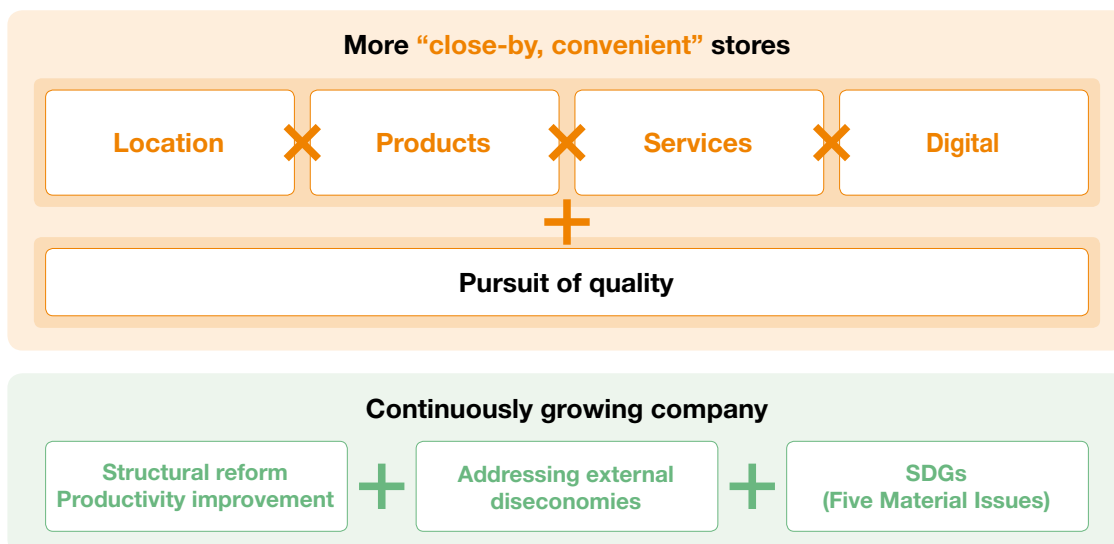 More “close-by, convenient” stores
Location × Products × Services × Digital
+
Pursuit of quality
Continuously growing company
Structural reform
Productivity improvement
+
Addressing external
diseconomies
+
SDGs
(Five Material Issues)